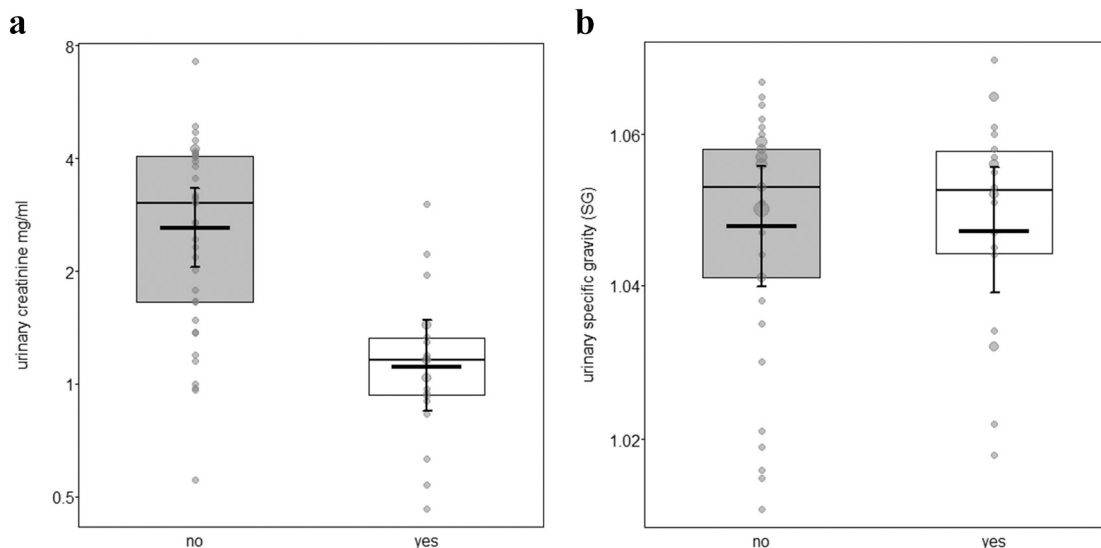 a
urinary creatinine mg/ml
8
4
2
1
0.5
no
yes
b
urinary specific gravity (SG)
1.06
1.04
1.02
no
yes